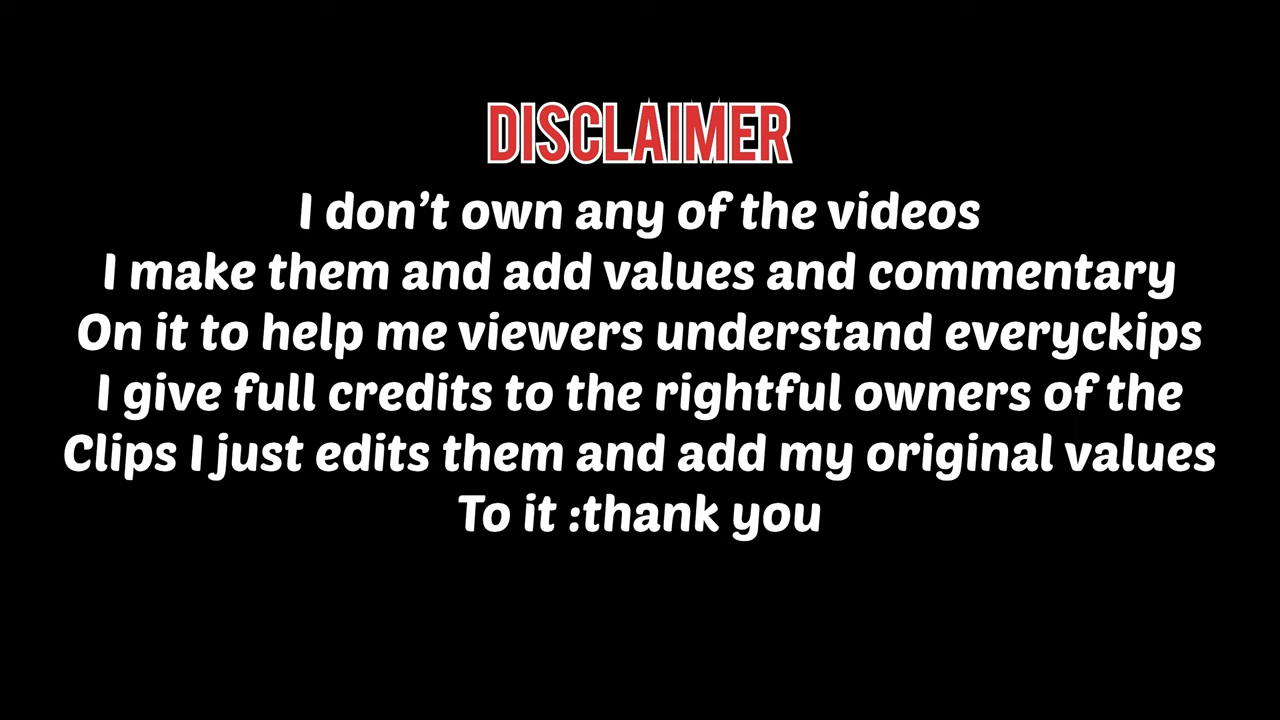 DISCLAIMER
I don’t own any of the videos
I make them and add values and commentary
On it to help me viewers understand everyckips
I give full credits to the rightful owners of the
Clips I just edits them and add my original values
To it :thank you